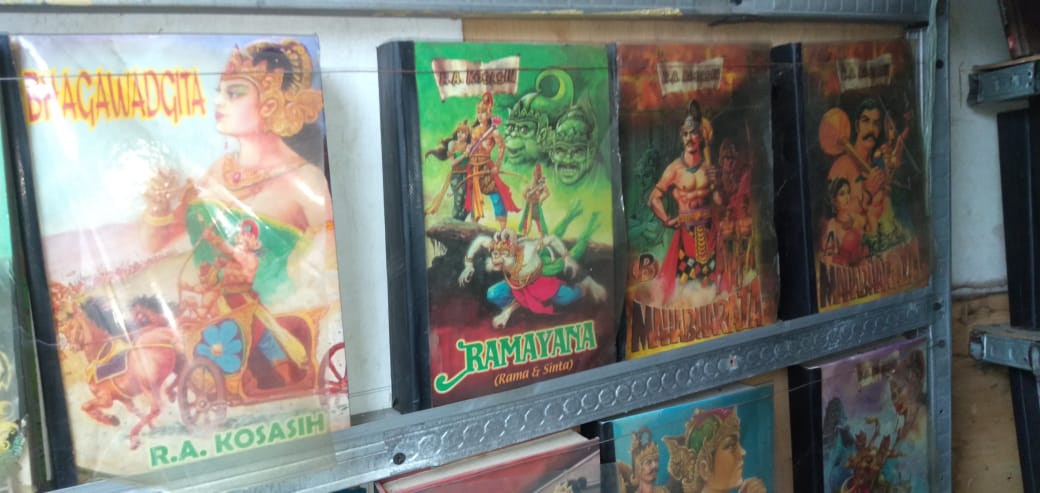 BHAGAWADGITA
R.A. KOSASIH
R.A. KOSASIH
RAMAYANA
(Rama & Sinta)
R.A. KOSASIH
B
MAHABHARATA
R.A. KOSASIH
A
MAHABHARATA